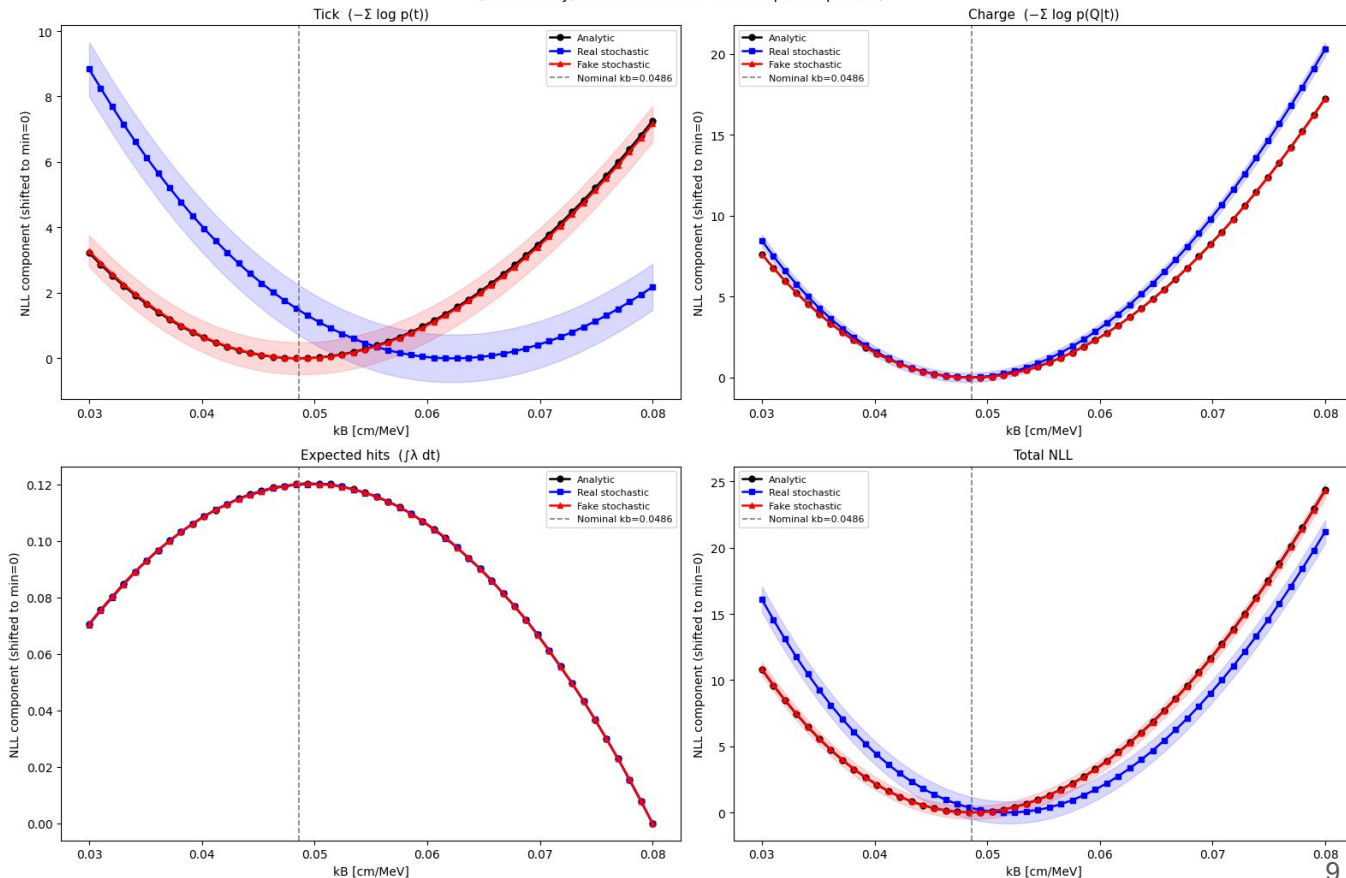 Tick (−Σ log p(t))
NLL component (shifted to min=0)
10
8
6
4
2
0
Analytic
Real stochastic
Fake stochastic
Nominal kb=0.0486
0.03 0.04 0.05 0.06 0.07 0.08
kB [cm/MeV]
Charge (−Σ log p(Q|t))
NLL component (shifted to min=0)
20
15
10
5
0
Analytic
Real stochastic
Fake stochastic
Nominal kb=0.0486
0.03 0.04 0.05 0.06 0.07 0.08
kB [cm/MeV]
Expected hits (∫λ dt)
NLL component (shifted to min=0)
0.12
0.10
0.08
0.06
0.04
0.02
0.00
Analytic
Real stochastic
Fake stochastic
Nominal kb=0.0486
0.03 0.04 0.05 0.06 0.07 0.08
kB [cm/MeV]
Total NLL
NLL component (shifted to min=0)
25
20
15
10
5
0
Analytic
Real stochastic
Fake stochastic
Nominal kb=0.0486
0.03 0.04 0.05 0.06 0.07 0.08
kB [cm/MeV]
9